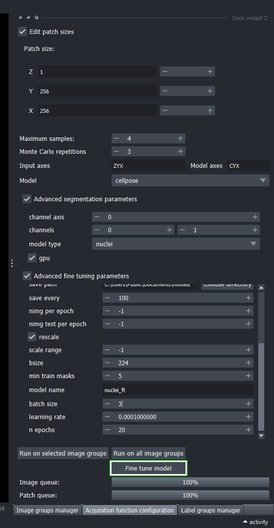 Dock widget 2
Edit patch sizes
Patch size:
Z 1 − +
Y 256 − +
X 256 − +
Maximum samples: − 4 +
Monte Carlo repetitions − 3 +
Input axes ZYX Model axes CYX
Model cellpose
Advanced segmentation parameters
channel axis − 0 +
channels − 0 + − 1 +
model type nuclei
gpu
Advanced fine tuning parameters
save path Choose directory
save every − 100 +
nimg per epoch − -1 +
nimg test per epoch − -1 +
rescale
scale range − -1 +
bsize − 224 +
min train masks − 5 +
model name nuclei_ft
batch size − 3 +
learning rate − 0.0001000000 +
n epochs − 20 +
Run on selected image groups Run on all image groups
Fine tune model
Image queue: 100%
Patch queue: 100%
Image groups manager Acquisition function configuration Label groups manager
activity